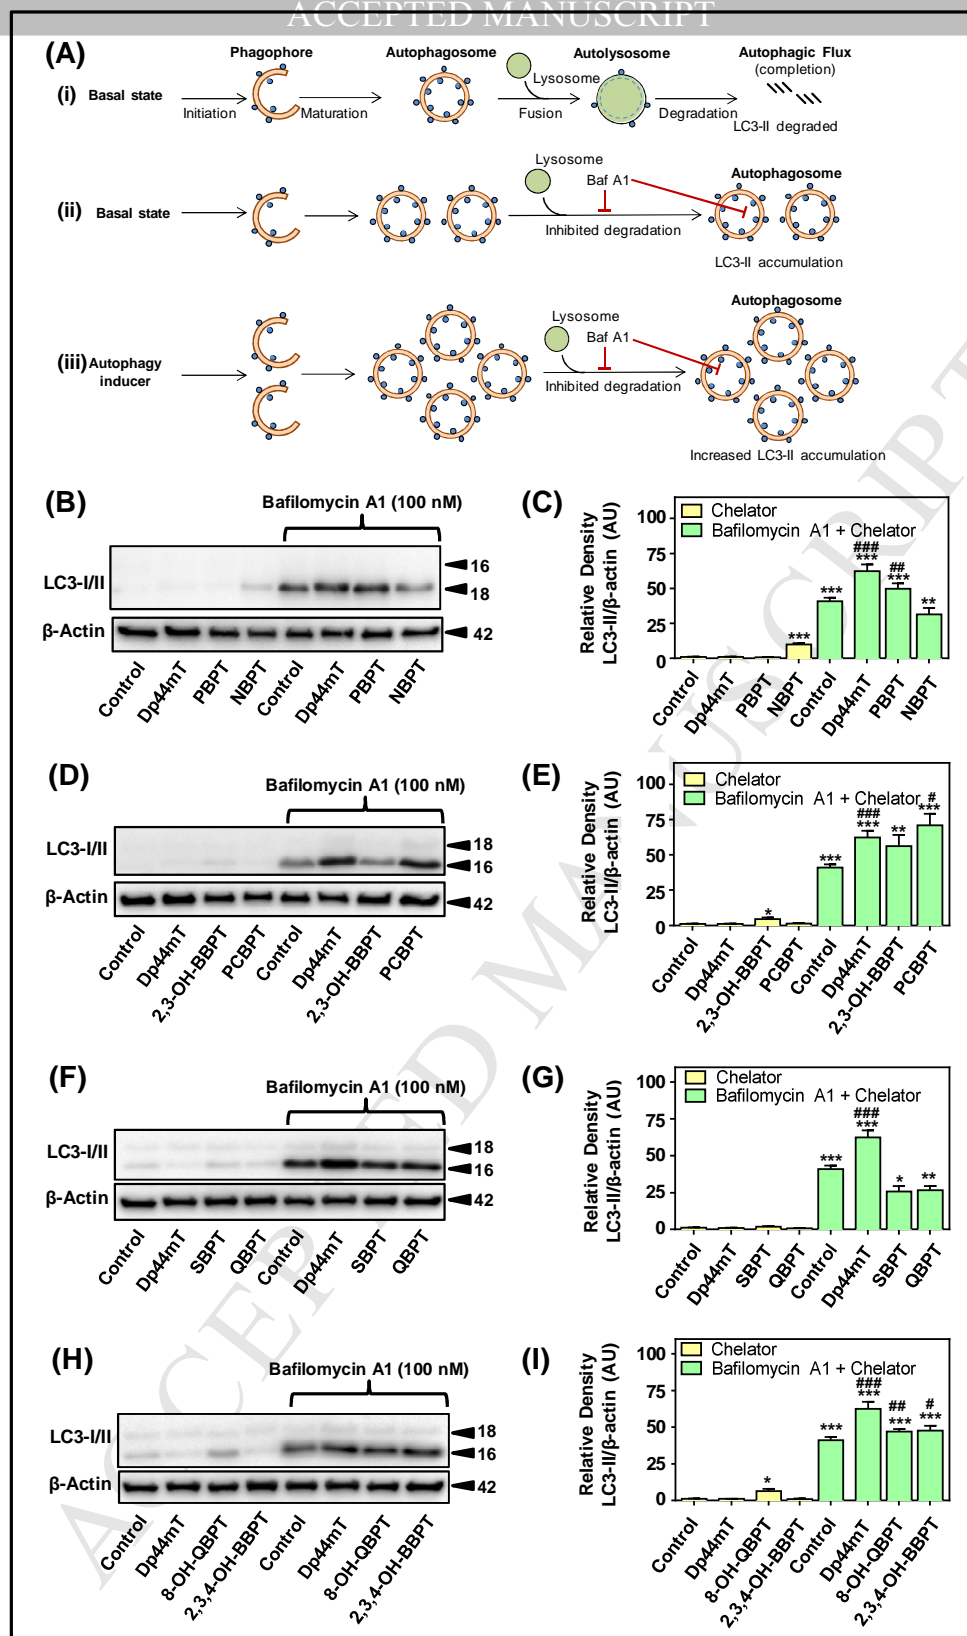 ACCEPTED MANUSCRIPT
(A)
Phagophore
Autophagosome
Autolysosome
Autophagic Flux
(completion)
(i) Basal state
Initiation
Maturation
Lysosome
Fusion
Degradation
LC3-II degraded
(ii) Basal state
Lysosome
Baf A1
Inhibited degradation
Autophagosome
LC3-II accumulation
(iii) Autophagy
inducer
Lysosome
Baf A1
Inhibited degradation
Autophagosome
Increased LC3-II accumulation
(B)
Bafilomycin A1 (100 nM)
LC3-I/II
16
18
β-Actin
42
Control
Dp44mT
PBPT
NBPT
Control
Dp44mT
PBPT
NBPT
(C)
Relative Density
LC3-II/β-actin (AU)
Chelator
Bafilomycin A1 + Chelator
100
75
50
25
0
***
***
###
***
##
***
**
Control
Dp44mT
PBPT
NBPT
Control
Dp44mT
PBPT
NBPT
(D)
Bafilomycin A1 (100 nM)
LC3-I/II
18
16
β-Actin
42
Control
Dp44mT
2,3-OH-BBPT
PCBPT
Control
Dp44mT
2,3-OH-BBPT
PCBPT
(E)
Relative Density
LC3-II/β-actin (AU)
Chelator
Bafilomycin A1 + Chelator
100
75
50
25
0
*
***
###
***
**
#
***
Control
Dp44mT
2,3-OH-BBPT
PCBPT
Control
Dp44mT
2,3-OH-BBPT
PCBPT
(F)
Bafilomycin A1 (100 nM)
LC3-I/II
18
16
β-Actin
42
Control
Dp44mT
SBPT
QBPT
Control
Dp44mT
SBPT
QBPT
(G)
Relative Density
LC3-II/β-actin (AU)
Chelator
Bafilomycin A1 + Chelator
100
75
50
25
0
***
###
***
*
**
Control
Dp44mT
SBPT
QBPT
Control
Dp44mT
SBPT
QBPT
(H)
Bafilomycin A1 (100 nM)
LC3-I/II
18
16
β-Actin
42
Control
Dp44mT
8-OH-QBPT
2,3,4-OH-BBPT
Control
Dp44mT
8-OH-QBPT
2,3,4-OH-BBPT
(I)
Relative Density
LC3-II/β-actin (AU)
Chelator
Bafilomycin A1 + Chelator
100
75
50
25
0
*
***
###
***
##
***
#
***
Control
Dp44mT
8-OH-QBPT
2,3,4-OH-BBPT
Control
Dp44mT
8-OH-QBPT
2,3,4-OH-BBPT
ACCEPTED MANUSCRIPT